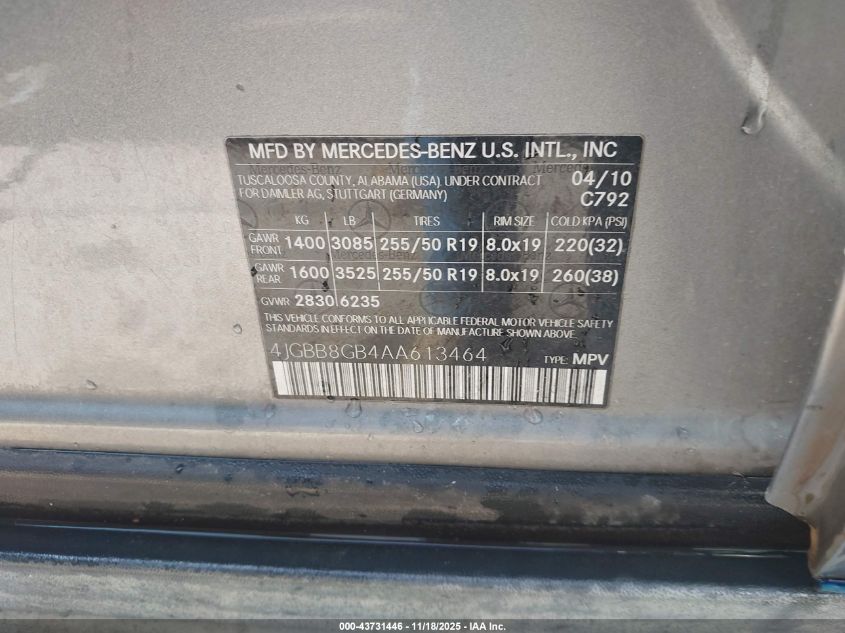 MFD BY MERCEDES-BENZ U.S. INTL., INC
TUSCALOOSA COUNTY, ALABAMA (USA). UNDER CONTRACT 04/10
FOR DAIMLER AG, STUTTGART (GERMANY) C792
KG LB TIRES RIM SIZE COLD KPA (PSI)
GAWR FRONT 1400 3085 255/50 R19 8.0x19 220(32)
GAWR REAR 1600 3525 255/50 R19 8.0x19 260(38)
GVWR 2830 6235
THIS VEHICLE CONFORMS TO ALL APPLICABLE FEDERAL MOTOR VEHICLE SAFETY
STANDARDS IN EFFECT ON THE DATE OF MANUFACTURE SHOWN ABOVE.
4JGBB8GB4AA613464 TYPE: MPV
000-43731446 - 11/18/2025 - IAA Inc.